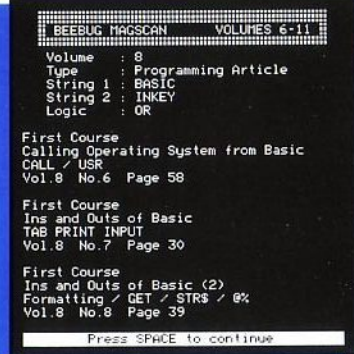 BEEBUG MAGSCAN VOLUMES 6-11
Volume : 8
Type : Programming Article
String 1 : BASIC
String 2 : INKEY
Logic : OR
First Course
Calling Operating System from Basic
CALL / USR
Vol.8 No.6 Page 58
First Course
Ins and Outs of Basic
TAB PRINT INPUT
Vol.8 No.7 Page 30
First Course
Ins and Outs of Basic (2)
Formatting / GET / STR$ / @%
Vol.8 No.8 Page 39
Press SPACE to continue